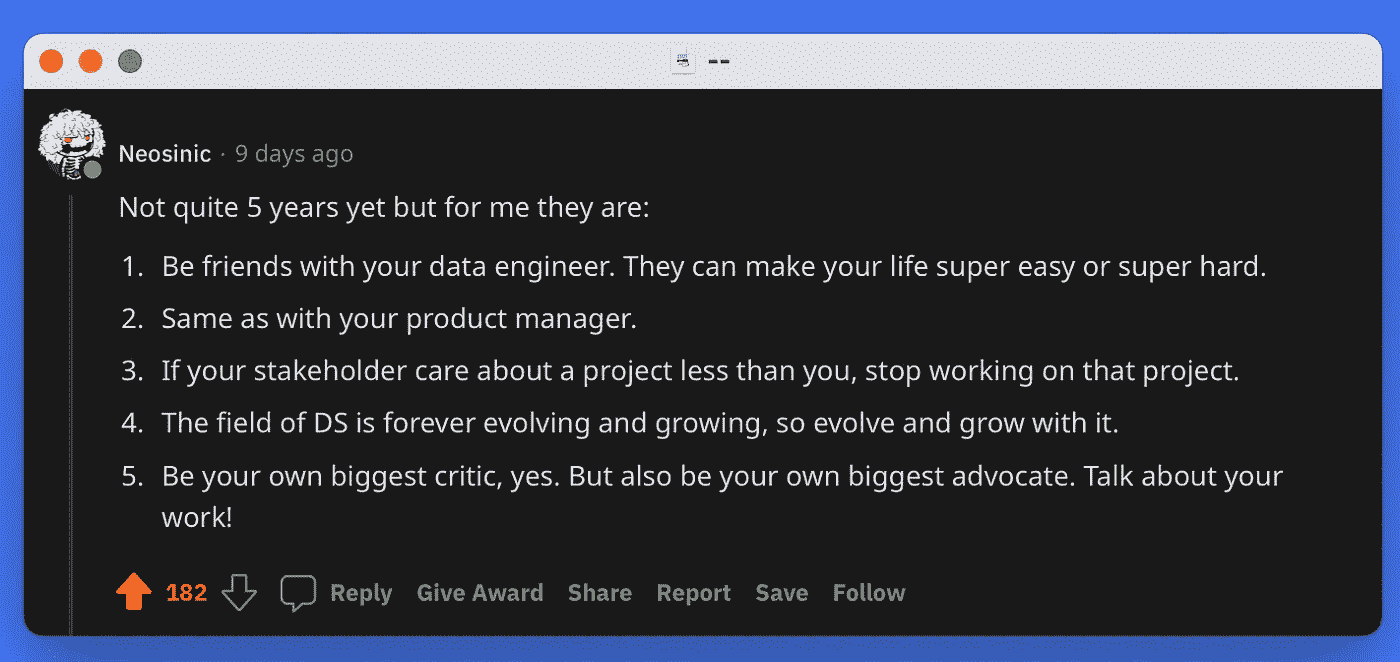 --
Neosinic · 9 days ago
Not quite 5 years yet but for me they are:
1. Be friends with your data engineer. They can make your life super easy or super hard.
2. Same as with your product manager.
3. If your stakeholder care about a project less than you, stop working on that project.
4. The field of DS is forever evolving and growing, so evolve and grow with it.
5. Be your own biggest critic, yes. But also be your own biggest advocate. Talk about your
work!
182 Reply Give Award Share Report Save Follow